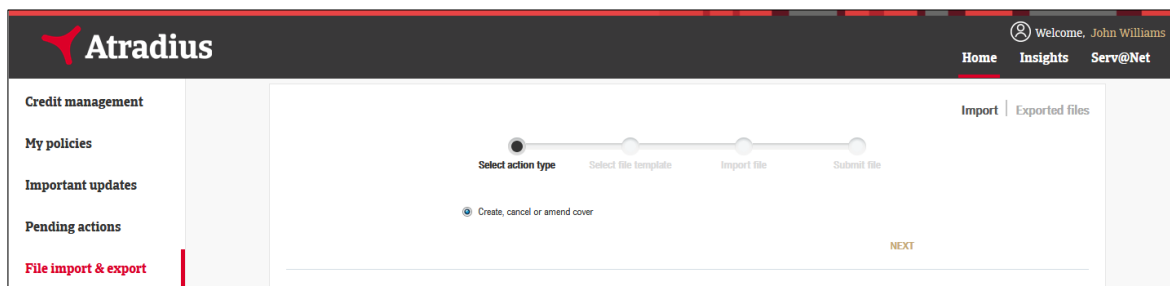 Atradius
Welcome, John Williams
Home Insights Serv@Net
Credit management
My policies
Important updates
Pending actions
File import & export
Import Exported files
Select action type Select file template Import file Submit file
Create, cancel or amend cover
NEXT